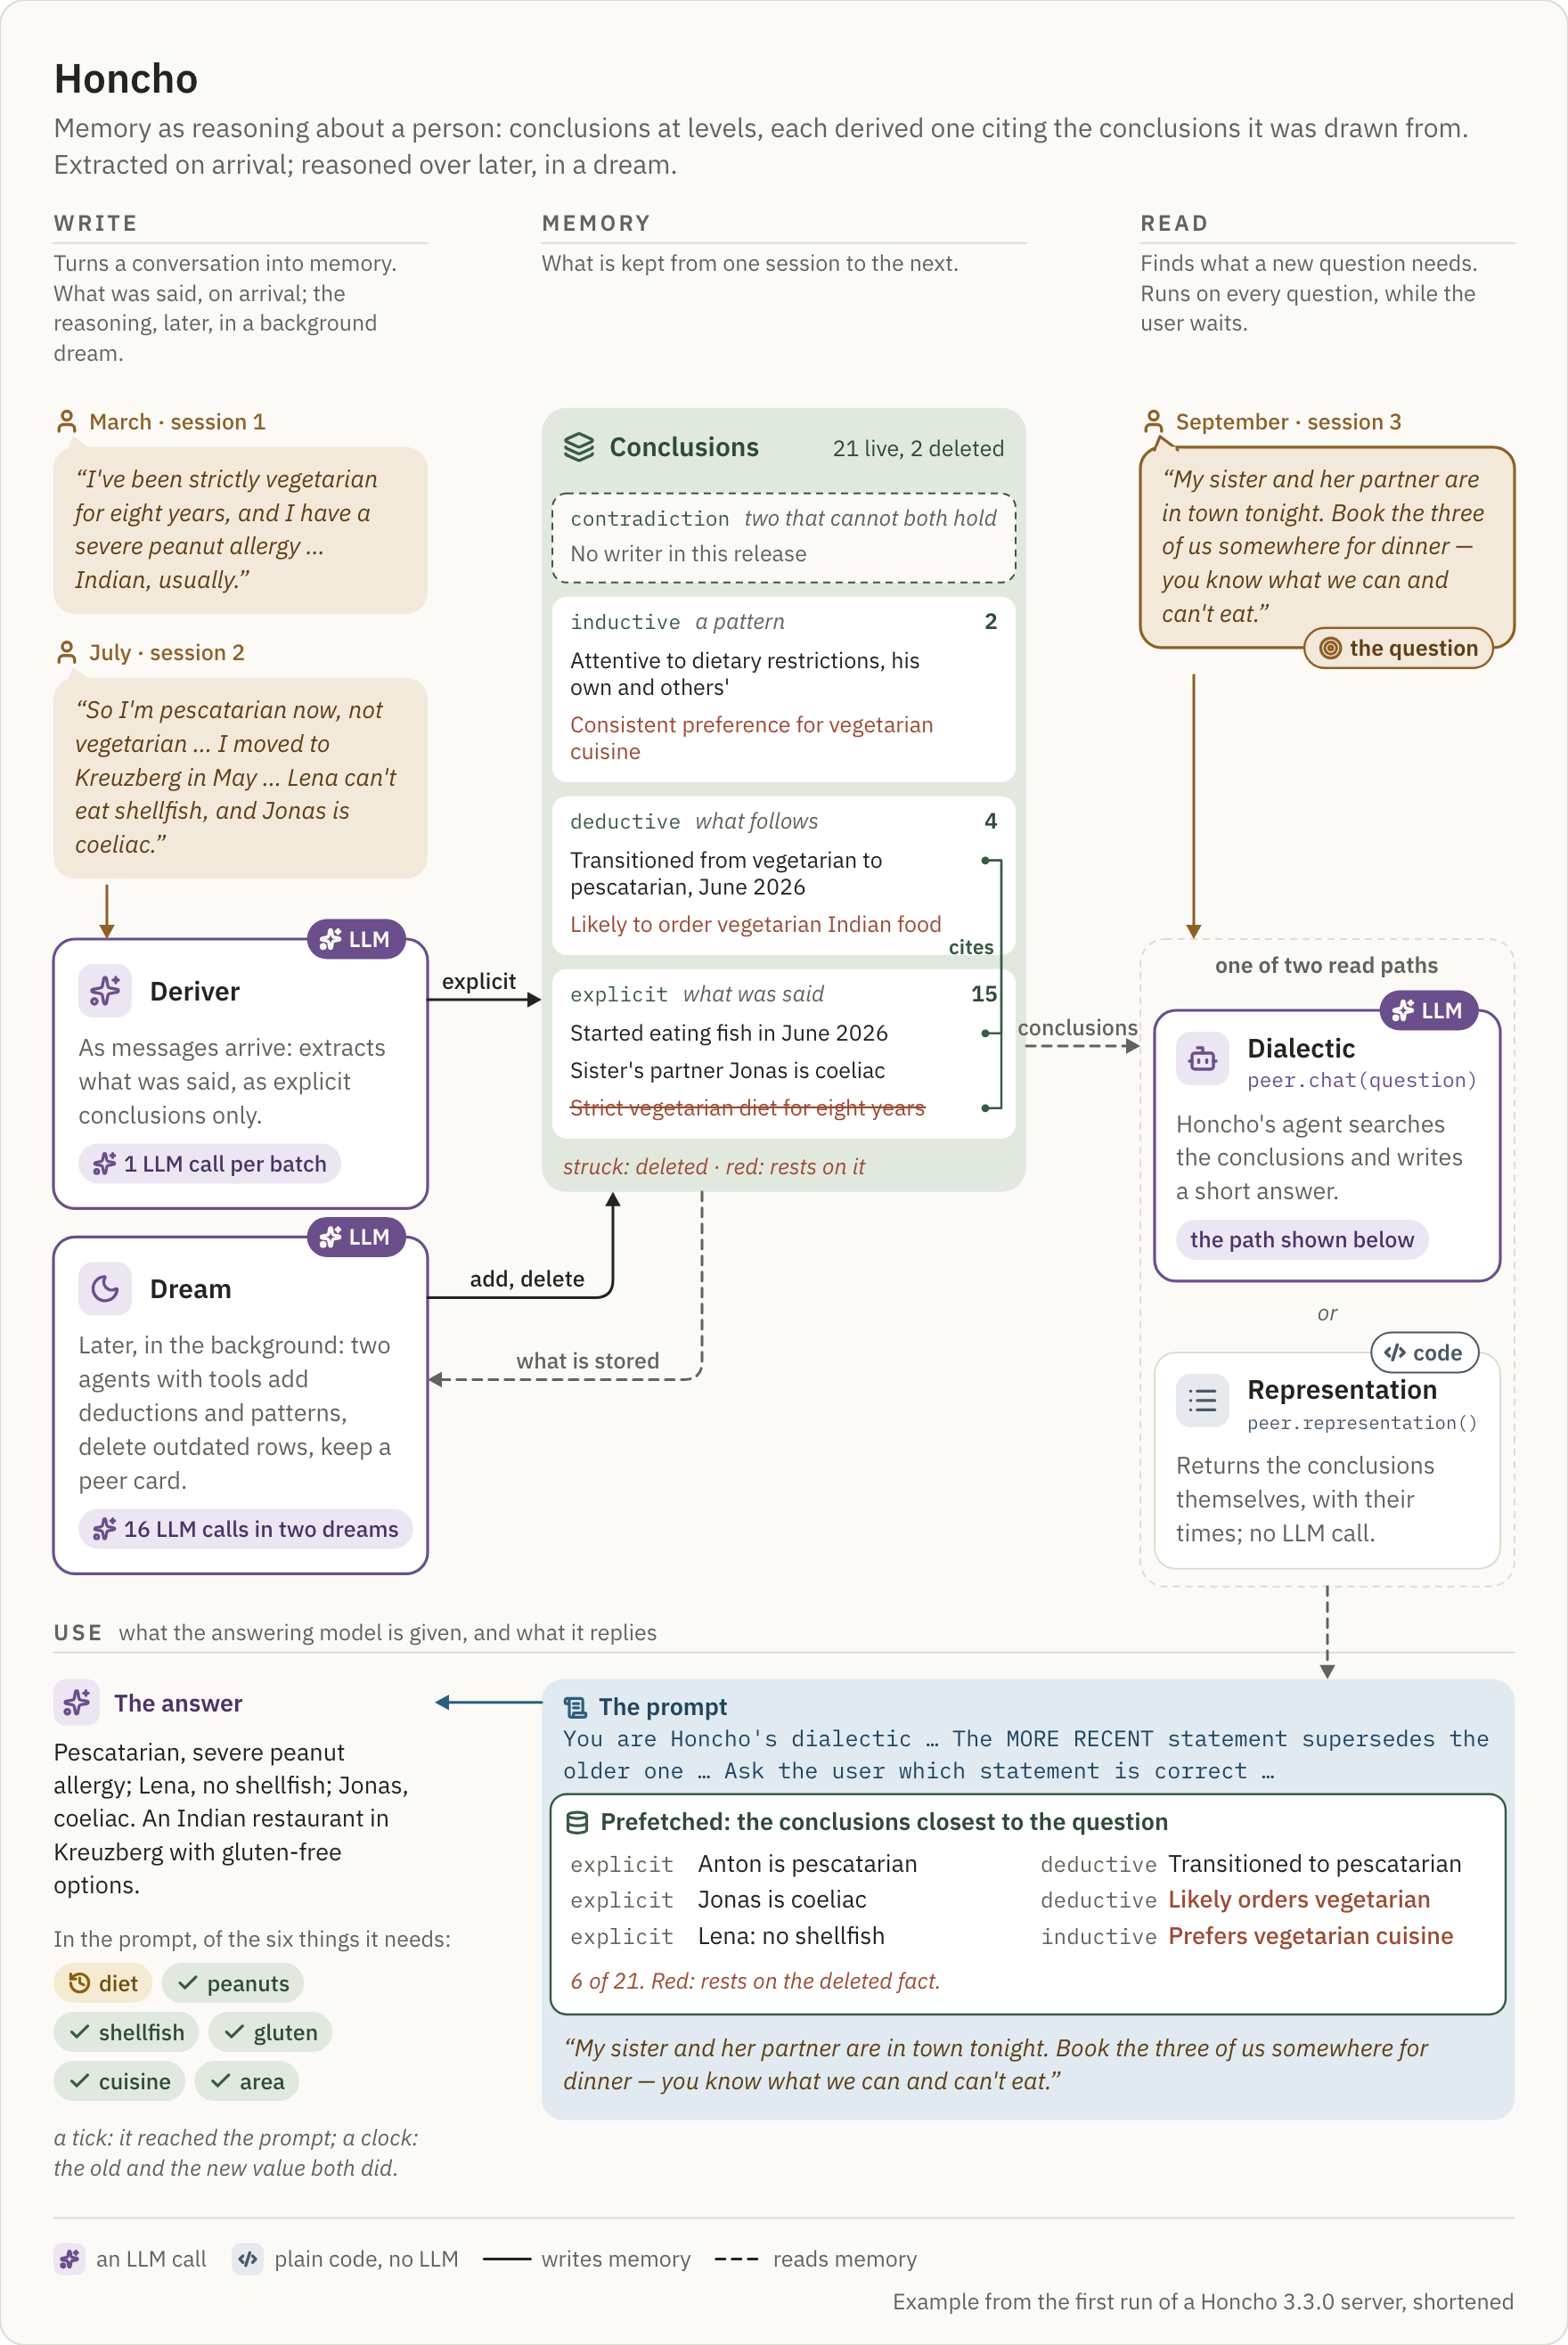 Honcho
Memory as reasoning about a person: conclusions at levels, each derived one citing the conclusions it was drawn from.
Extracted on arrival; reasoned over later, in a dream.
WRITE
Turns a conversation into memory.
What was said, on arrival; the
reasoning, later, in a background
dream.
March · session 1
“I've been strictly vegetarian
for eight years, and I have a
severe peanut allergy …
Indian, usually.”
July · session 2
“So I'm pescatarian now, not
vegetarian … I moved to
Kreuzberg in May … Lena can't
eat shellfish, and Jonas is
coeliac.”
LLM
Deriver
As messages arrive: extracts
what was said, as explicit
conclusions only.
1 LLM call per batch
explicit
LLM
Dream
Later, in the background: two
agents with tools add
deductions and patterns,
delete outdated rows, keep a
peer card.
16 LLM calls in two dreams
add, delete
what is stored
MEMORY
What is kept from one session to the next.
Conclusions 21 live, 2 deleted
contradiction two that cannot both hold
No writer in this release
inductive a pattern 2
Attentive to dietary restrictions, his
own and others'
Consistent preference for vegetarian
cuisine
deductive what follows 4
Transitioned from vegetarian to
pescatarian, June 2026
Likely to order vegetarian Indian food
cites
explicit what was said 15
Started eating fish in June 2026
Sister's partner Jonas is coeliac
Strict vegetarian diet for eight years
struck: deleted · red: rests on it
conclusions
READ
Finds what a new question needs.
Runs on every question, while the
user waits.
September · session 3
“My sister and her partner are
in town tonight. Book the three
of us somewhere for dinner —
you know what we can and
can't eat.”
the question
one of two read paths
LLM
Dialectic
peer.chat(question)
Honcho's agent searches
the conclusions and writes
a short answer.
the path shown below
or
code
Representation
peer.representation()
Returns the conclusions
themselves, with their
times; no LLM call.
USE what the answering model is given, and what it replies
The answer
Pescatarian, severe peanut
allergy; Lena, no shellfish; Jonas,
coeliac. An Indian restaurant in
Kreuzberg with gluten-free
options.
In the prompt, of the six things it needs:
diet peanuts
shellfish gluten
cuisine area
a tick: it reached the prompt; a clock:
the old and the new value both did.
The prompt
You are Honcho's dialectic … The MORE RECENT statement supersedes the
older one … Ask the user which statement is correct …
Prefetched: the conclusions closest to the question
explicit Anton is pescatarian deductive Transitioned to pescatarian
explicit Jonas is coeliac deductive Likely orders vegetarian
explicit Lena: no shellfish inductive Prefers vegetarian cuisine
6 of 21. Red: rests on the deleted fact.
“My sister and her partner are in town tonight. Book the three of us somewhere for
dinner — you know what we can and can't eat.”
an LLM call plain code, no LLM writes memory reads memory
Example from the first run of a Honcho 3.3.0 server, shortened